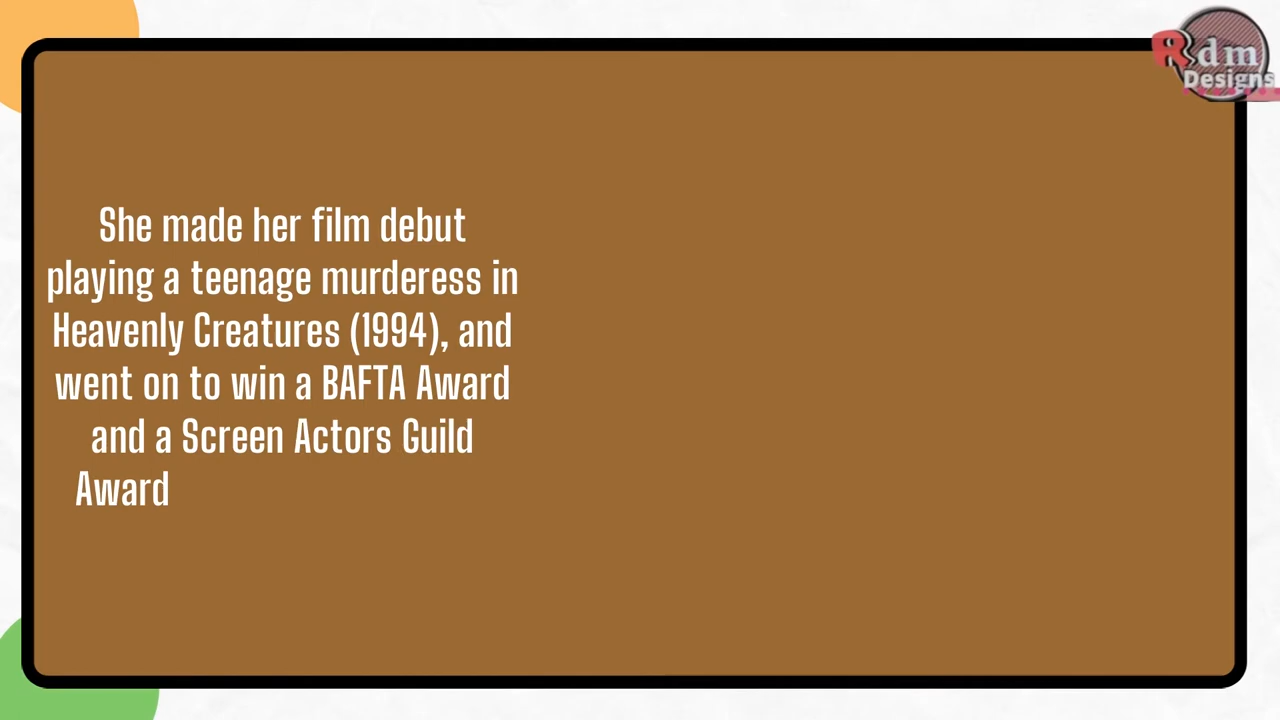 Rdm
Designs
She made her film debut
playing a teenage murderess in
Heavenly Creatures (1994), and
went on to win a BAFTA Award
and a Screen Actors Guild
Award